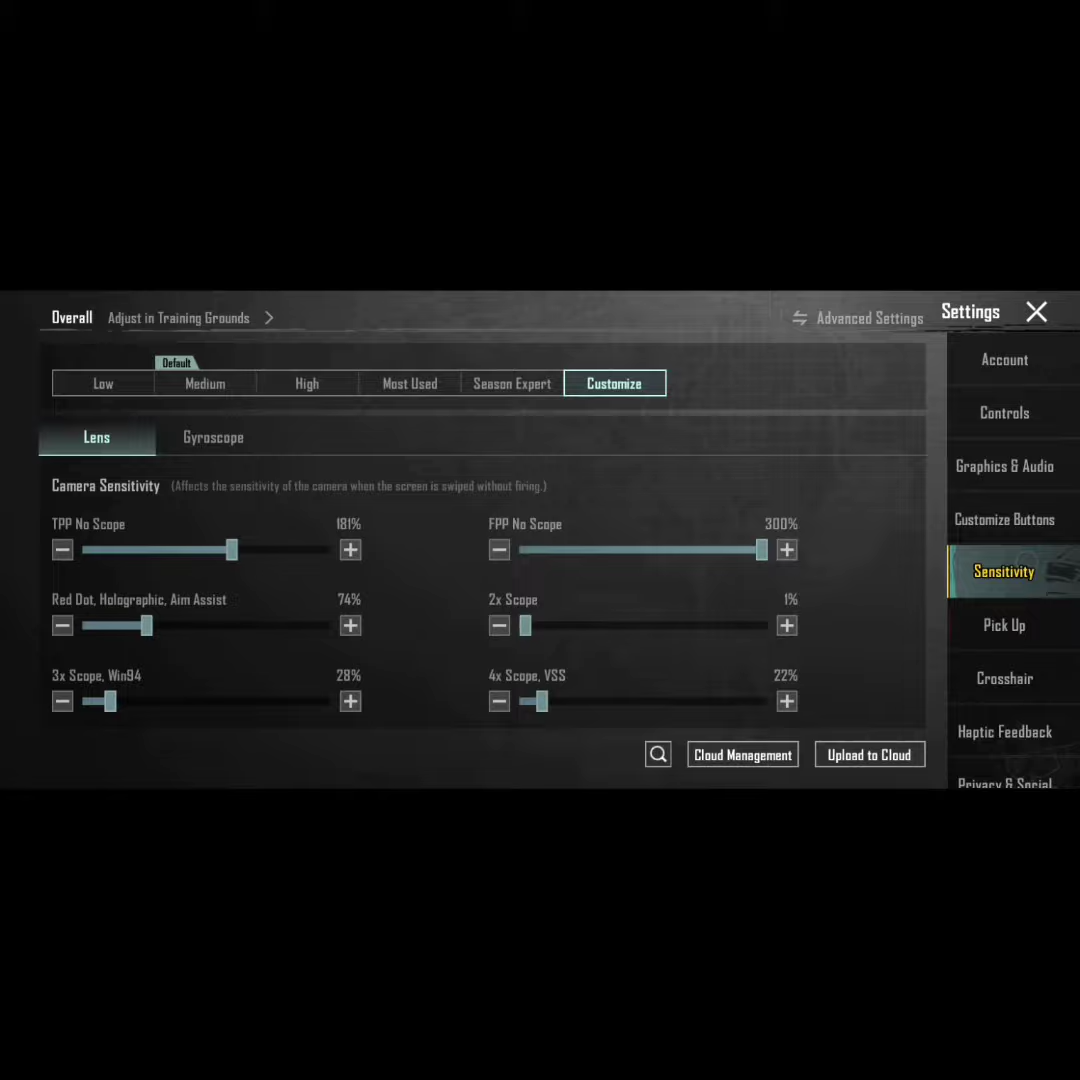 Overall Adjust in Training Grounds
Advanced Settings
Settings
Default
Low Medium High Most Used Season Expert Customize
Lens Gyroscope
Camera Sensitivity (Affects the sensitivity of the camera when the screen is swiped without firing.)
TPP No Scope 181%
FPP No Scope 300%
Red Dot, Holographic, Aim Assist 74%
2x Scope 1%
3x Scope, Win94 28%
4x Scope, VSS 22%
Cloud Management Upload to Cloud
Account
Controls
Graphics & Audio
Customize Buttons
Sensitivity
Pick Up
Crosshair
Haptic Feedback
Privacy & Social